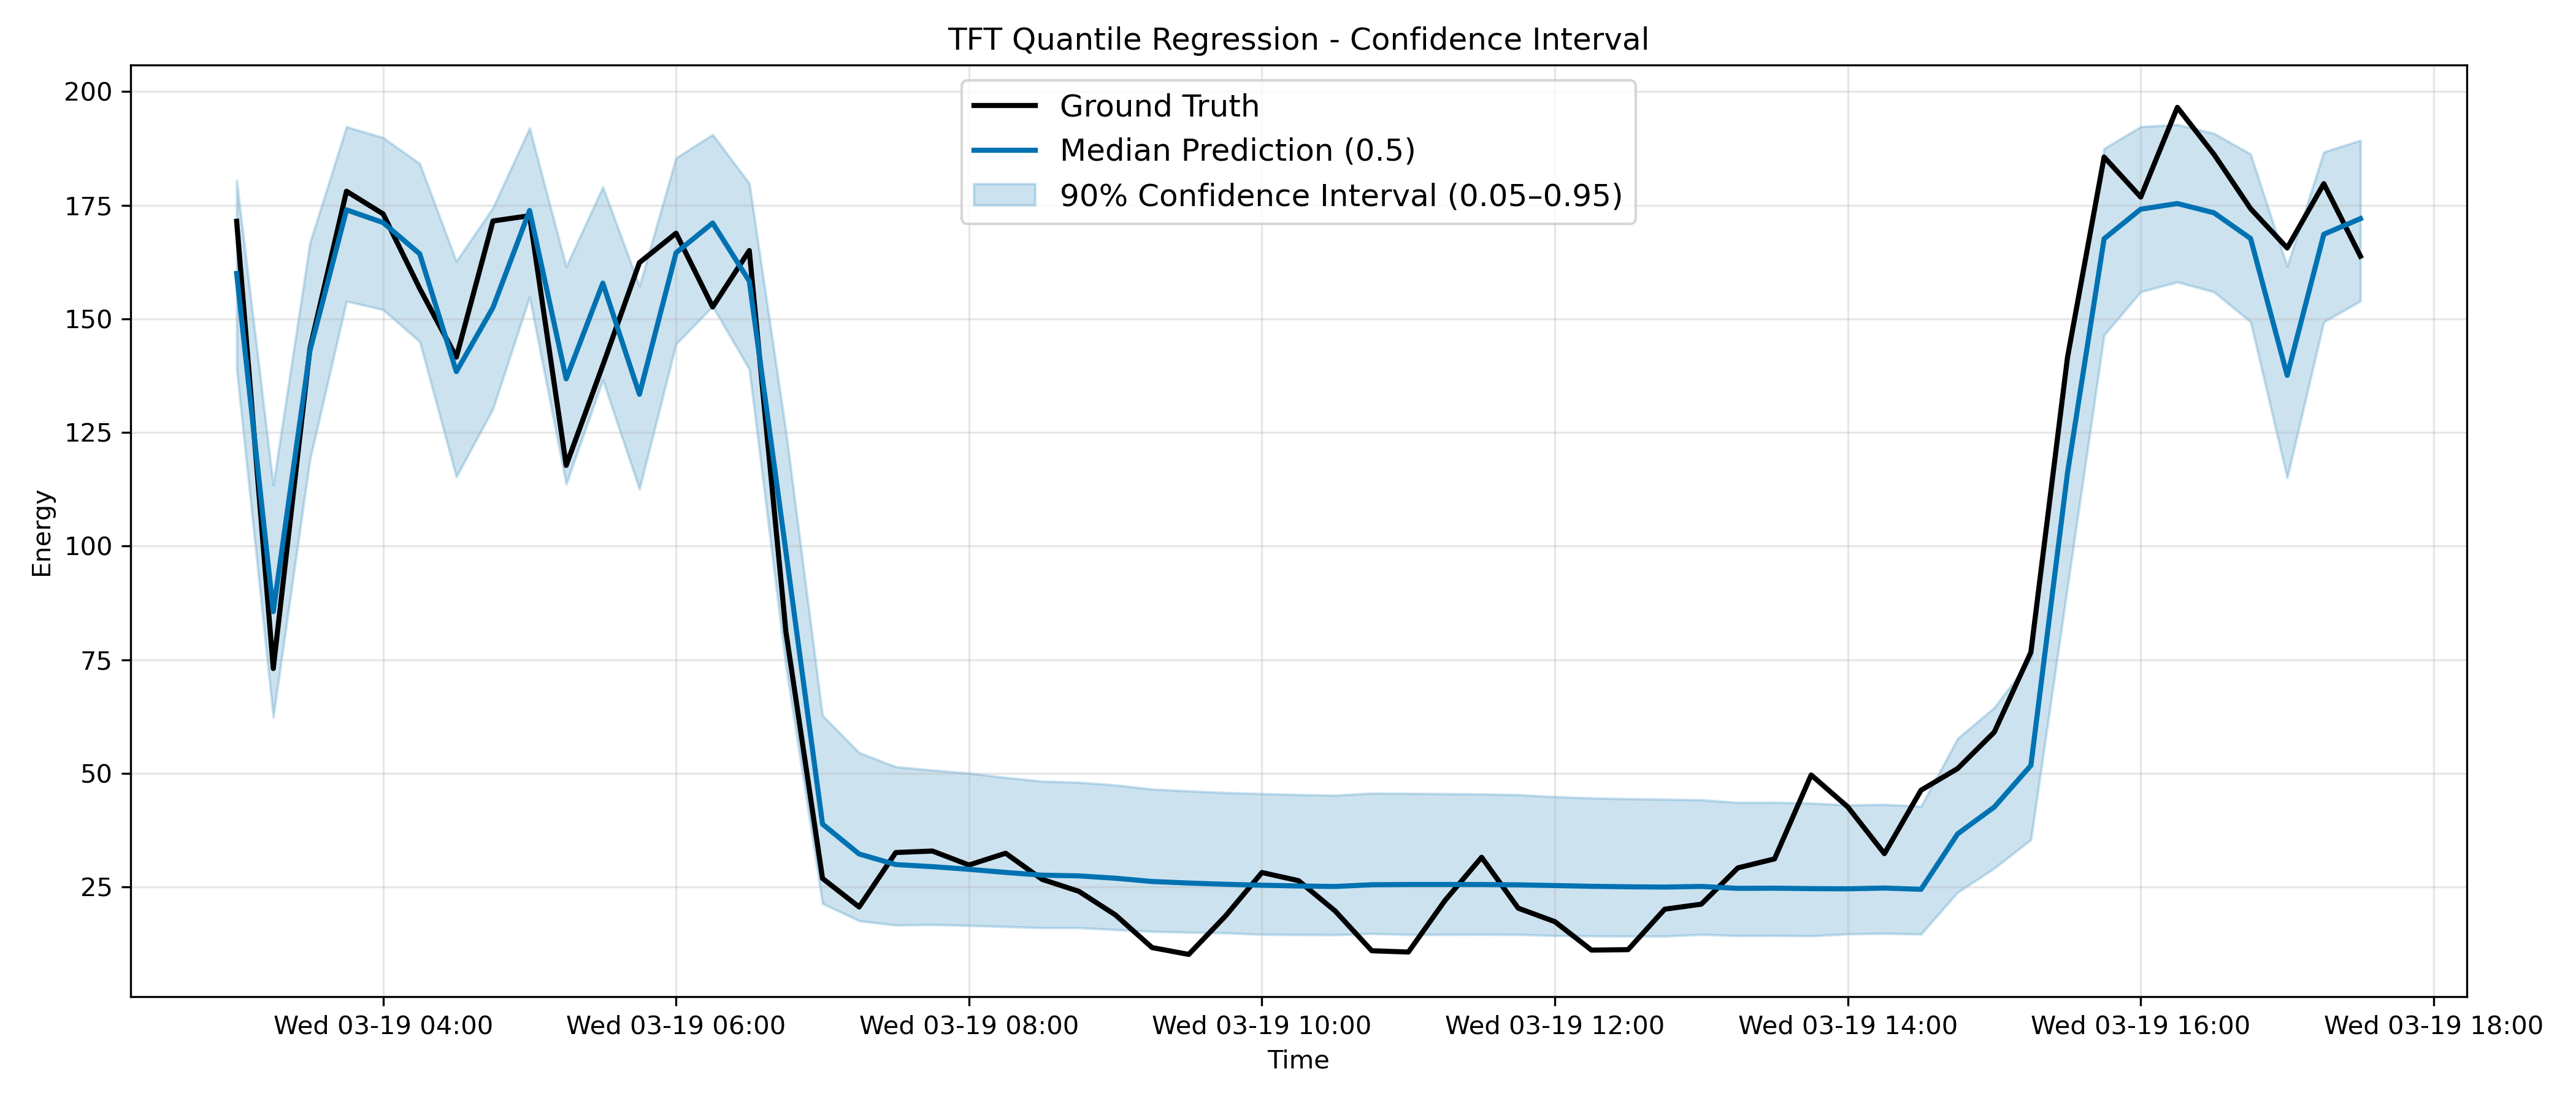 TFT Quantile Regression - Confidence Interval
Ground Truth
Median Prediction (0.5)
90% Confidence Interval (0.05–0.95)
200
175
150
125
100
75
50
25
Energy
Wed 03-19 04:00
Wed 03-19 06:00
Wed 03-19 08:00
Wed 03-19 10:00
Wed 03-19 12:00
Wed 03-19 14:00
Wed 03-19 16:00
Wed 03-19 18:00
Time